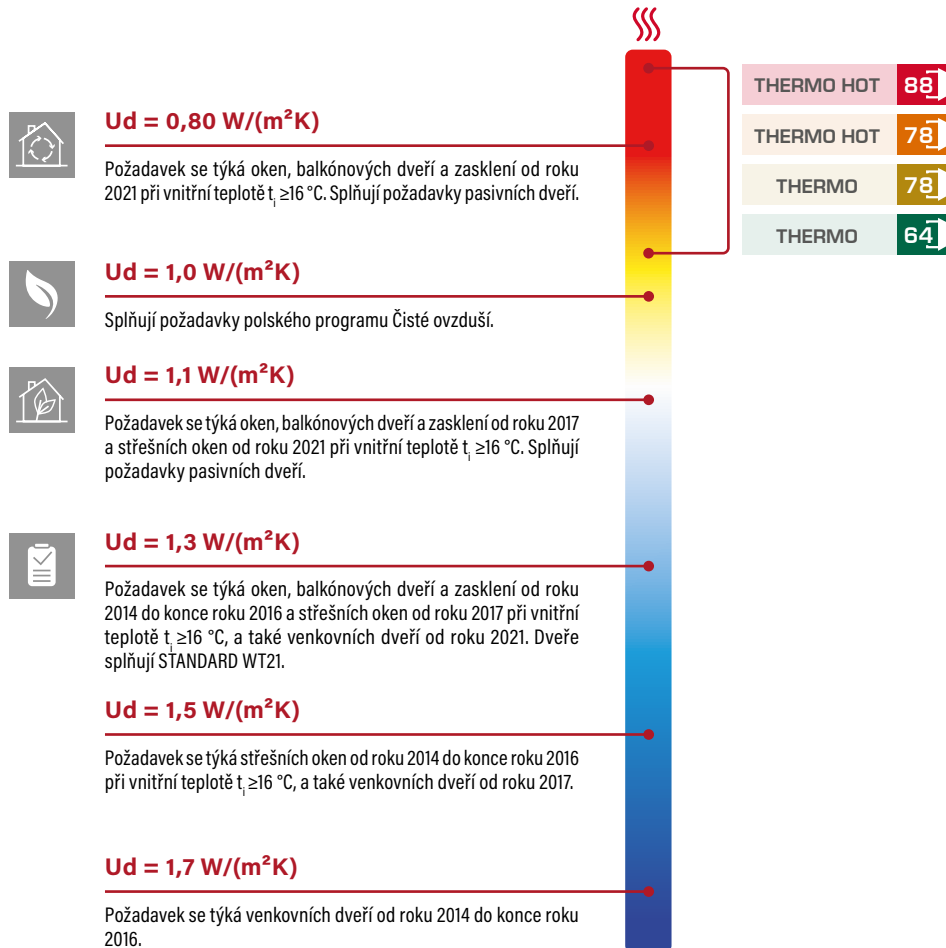 Ud = 0,80 W/(m²K)
Požadavek se týká oken, balkónových dveří a zasklení od roku
2021 při vnitřní teplotě tᵢ ≥16 °C. Splňují požadavky pasivních dveří.
Ud = 1,0 W/(m²K)
Splňují požadavky polského programu Čisté ovzduší.
Ud = 1,1 W/(m²K)
Požadavek se týká oken, balkónových dveří a zasklení od roku 2017
a střešních oken od roku 2021 při vnitřní teplotě tᵢ ≥16 °C. Splňují
požadavky pasivních dveří.
Ud = 1,3 W/(m²K)
Požadavek se týká oken, balkónových dveří a zasklení od roku
2014 do konce roku 2016 a střešních oken od roku 2017 při vnitřní
teplotě tᵢ ≥16 °C, a také venkovních dveří od roku 2021. Dveře
splňují STANDARD WT21.
Ud = 1,5 W/(m²K)
Požadavek se týká střešních oken od roku 2014 do konce roku 2016
při vnitřní teplotě tᵢ ≥16 °C, a také venkovních dveří od roku 2017.
Ud = 1,7 W/(m²K)
Požadavek se týká venkovních dveří od roku 2014 do konce roku
2016.
THERMO HOT 88
THERMO HOT 78
THERMO 78
THERMO 64